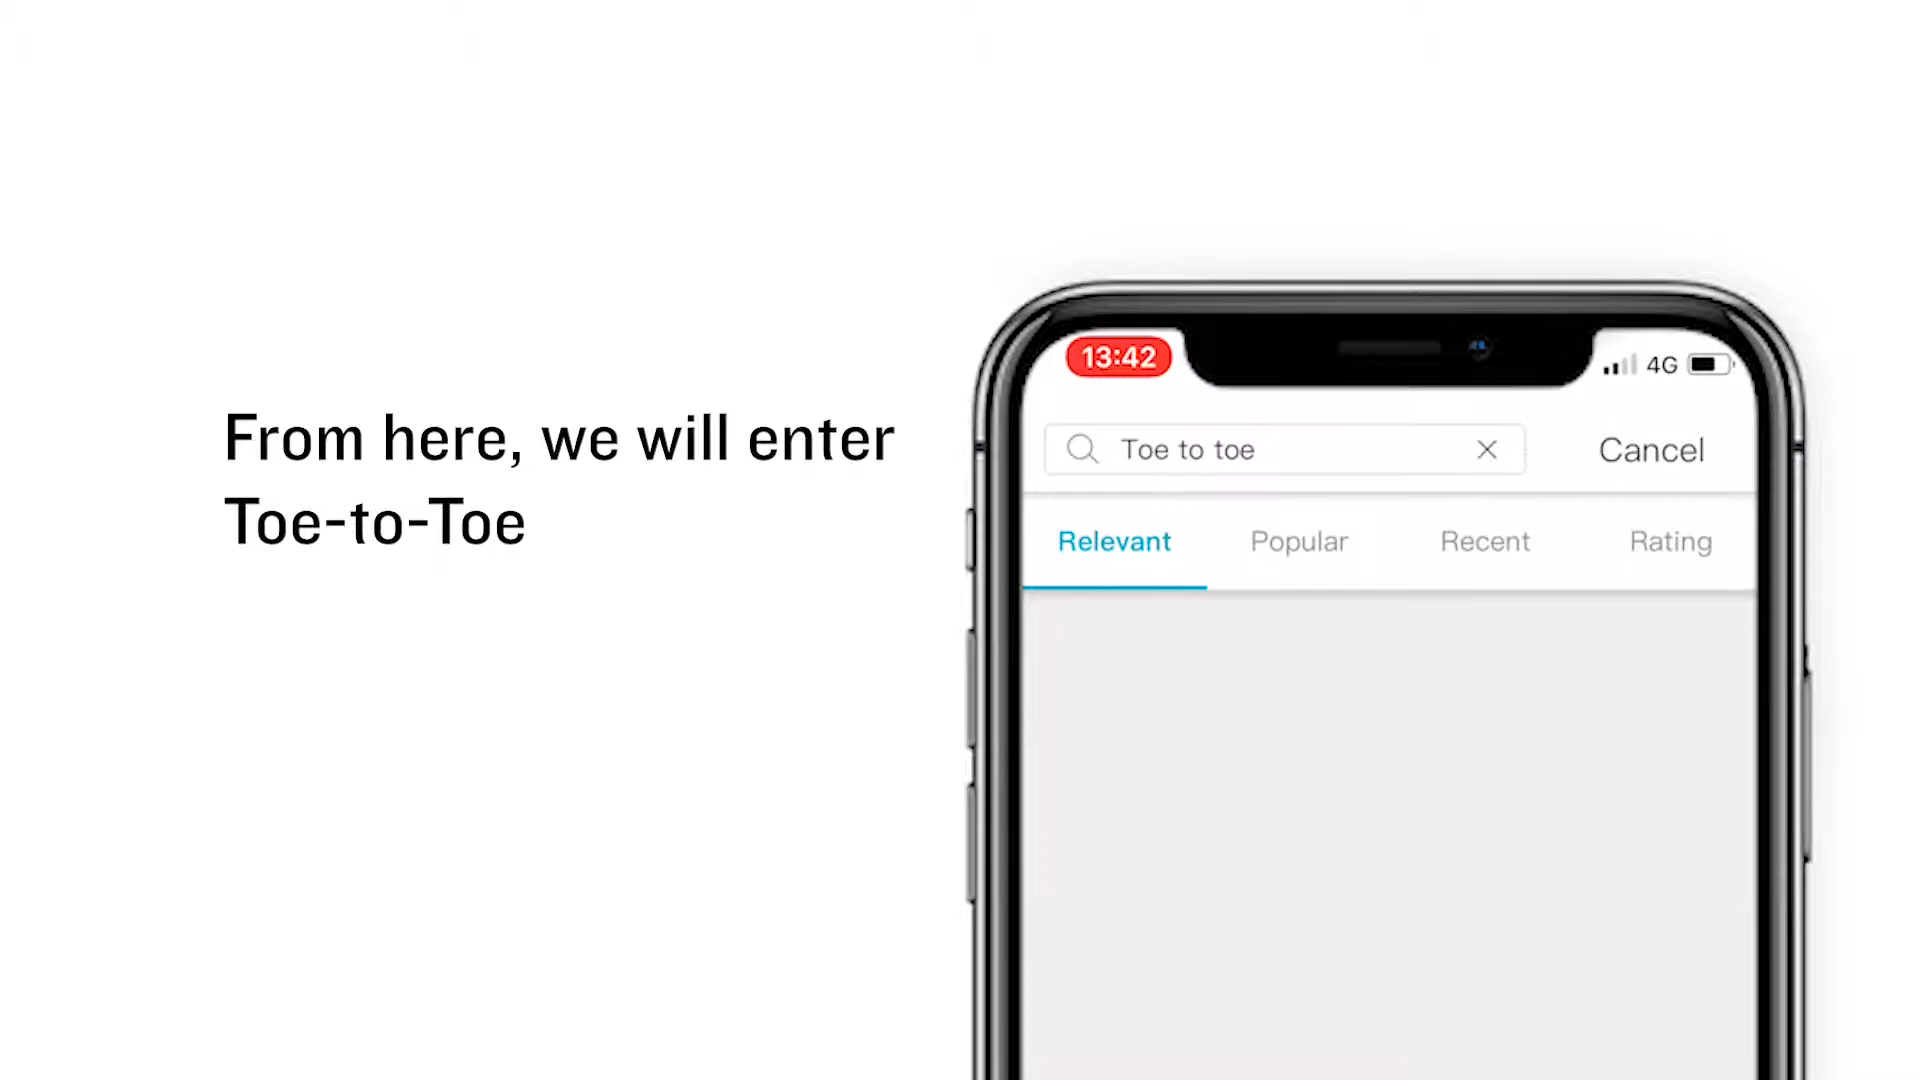 From here, we will enter
Toe-to-Toe
13:42
4G
Toe to toe
Cancel
Relevant
Popular
Recent
Rating